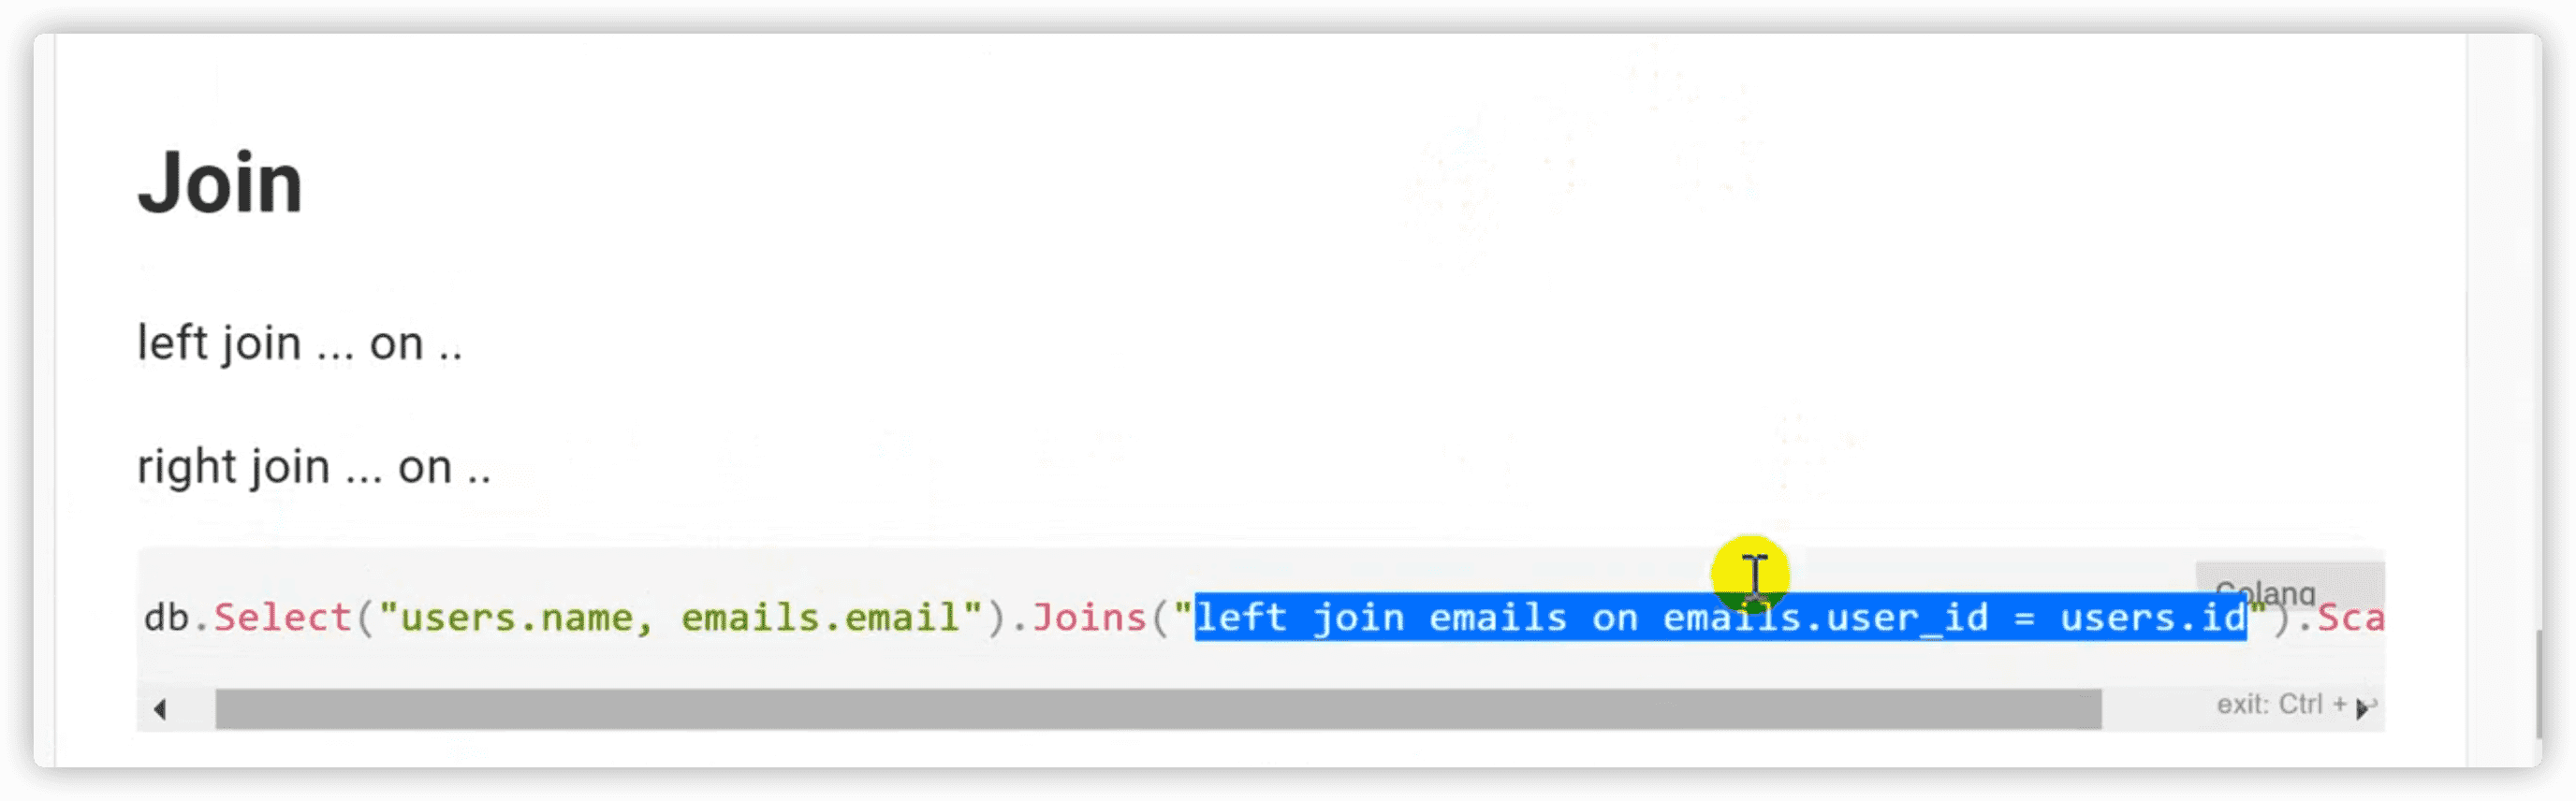 Join
left join ... on ..
right join ... on ..
Golang
db.Select("users.name, emails.email").Joins("left join emails on emails.user_id = users.id").Sca
exit: Ctrl + ↩